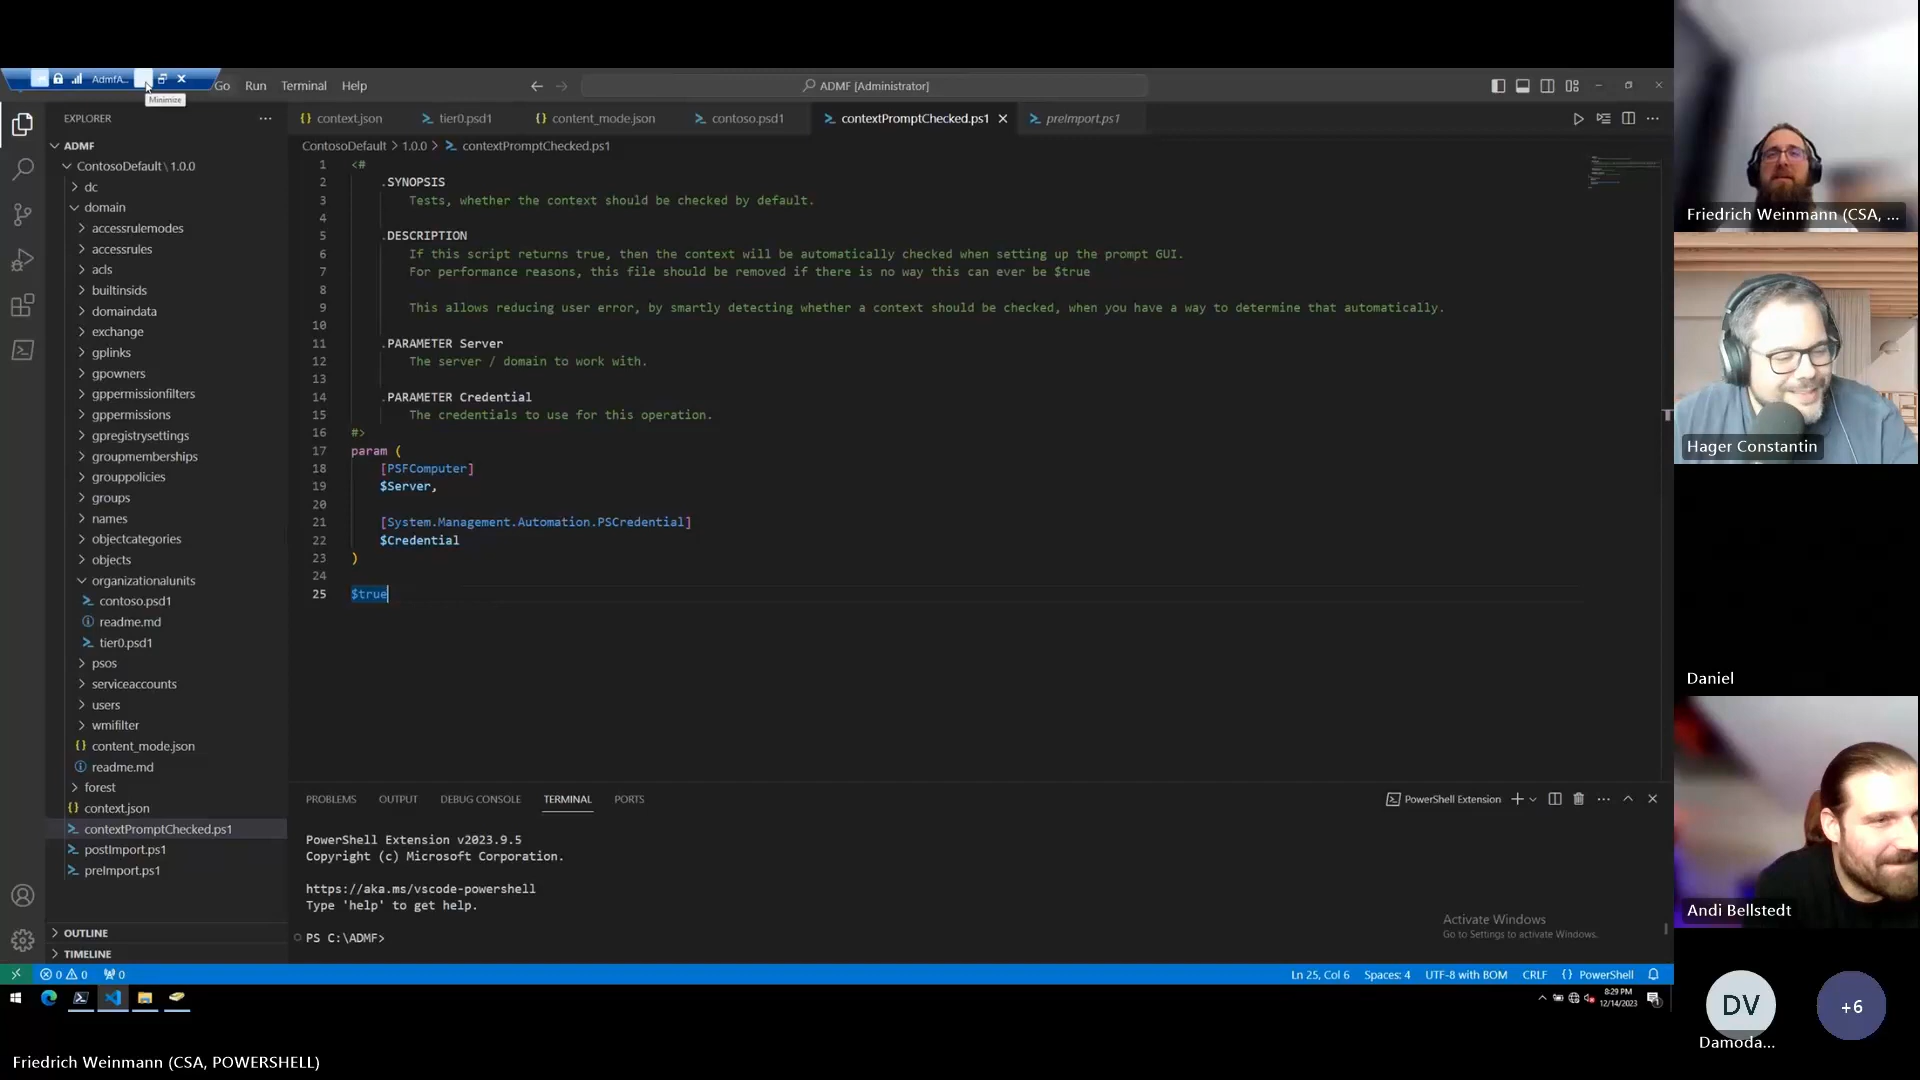 AdmfA...
Go
Run
Terminal
Help
ADMF [Administrator]
Minimize
EXPLORER
context.json
tier0.psd1
content_mode.json
contoso.psd1
contextPromptChecked.ps1
preImport.ps1
ContosoDefault > 1.0.0 > contextPromptChecked.ps1
ADMF
ContosoDefault \ 1.0.0
dc
domain
accessrulemodes
accessrules
acls
builtinsids
domaindata
exchange
gplinks
gpowners
gppermissionfilters
gppermissions
gpregistrysettings
groupmemberships
grouppolicies
groups
names
objectcategories
objects
organizationalunits
contoso.psd1
readme.md
tier0.psd1
psos
serviceaccounts
users
wmifilter
content_mode.json
readme.md
forest
context.json
contextPromptChecked.ps1
postImport.ps1
preImport.ps1
OUTLINE
TIMELINE
1 <#
2 .SYNOPSIS
3 Tests, whether the context should be checked by default.
4
5 .DESCRIPTION
6 If this script returns true, then the context will be automatically checked when setting up the prompt GUI.
7 For performance reasons, this file should be removed if there is no way this can ever be $true
8
9 This allows reducing user error, by smartly detecting whether a context should be checked, when you have a way to determine that automatically.
10
11 .PARAMETER Server
12 The server / domain to work with.
13
14 .PARAMETER Credential
15 The credentials to use for this operation.
16 #>
17 param (
18 [PSFComputer]
19 $Server,
20
21 [System.Management.Automation.PSCredential]
22 $Credential
23 )
24
25 $true
PROBLEMS
OUTPUT
DEBUG CONSOLE
TERMINAL
PORTS
PowerShell Extension
PowerShell Extension v2023.9.5
Copyright (c) Microsoft Corporation.
https://aka.ms/vscode-powershell
Type 'help' to get help.
PS C:\ADMF>
Activate Windows
Go to Settings to activate Windows.
0 0 0
Ln 25, Col 6
Spaces: 4
UTF-8 with BOM
CRLF
{} PowerShell
8:29 PM
12/14/2023
Friedrich Weinmann (CSA, ...
Hager Constantin
Daniel
Andi Bellstedt
DV
+6
Damoda...
Friedrich Weinmann (CSA, POWERSHELL)